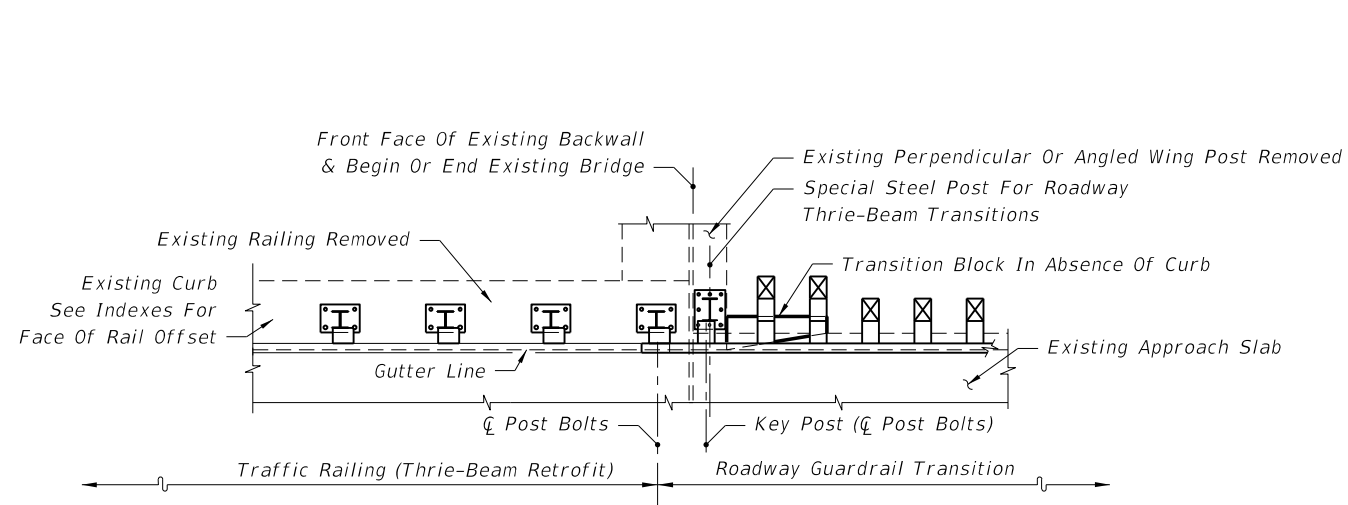 Front Face Of Existing Backwall
& Begin Or End Existing Bridge
Existing Perpendicular Or Angled Wing Post Removed
Special Steel Post For Roadway
Thrie-Beam Transitions
Existing Railing Removed
Transition Block In Absence Of Curb
Existing Curb
See Indexes For
Face Of Rail Offset
Gutter Line
Existing Approach Slab
℄ Post Bolts
Key Post (℄ Post Bolts)
Traffic Railing (Thrie-Beam Retrofit)
Roadway Guardrail Transition